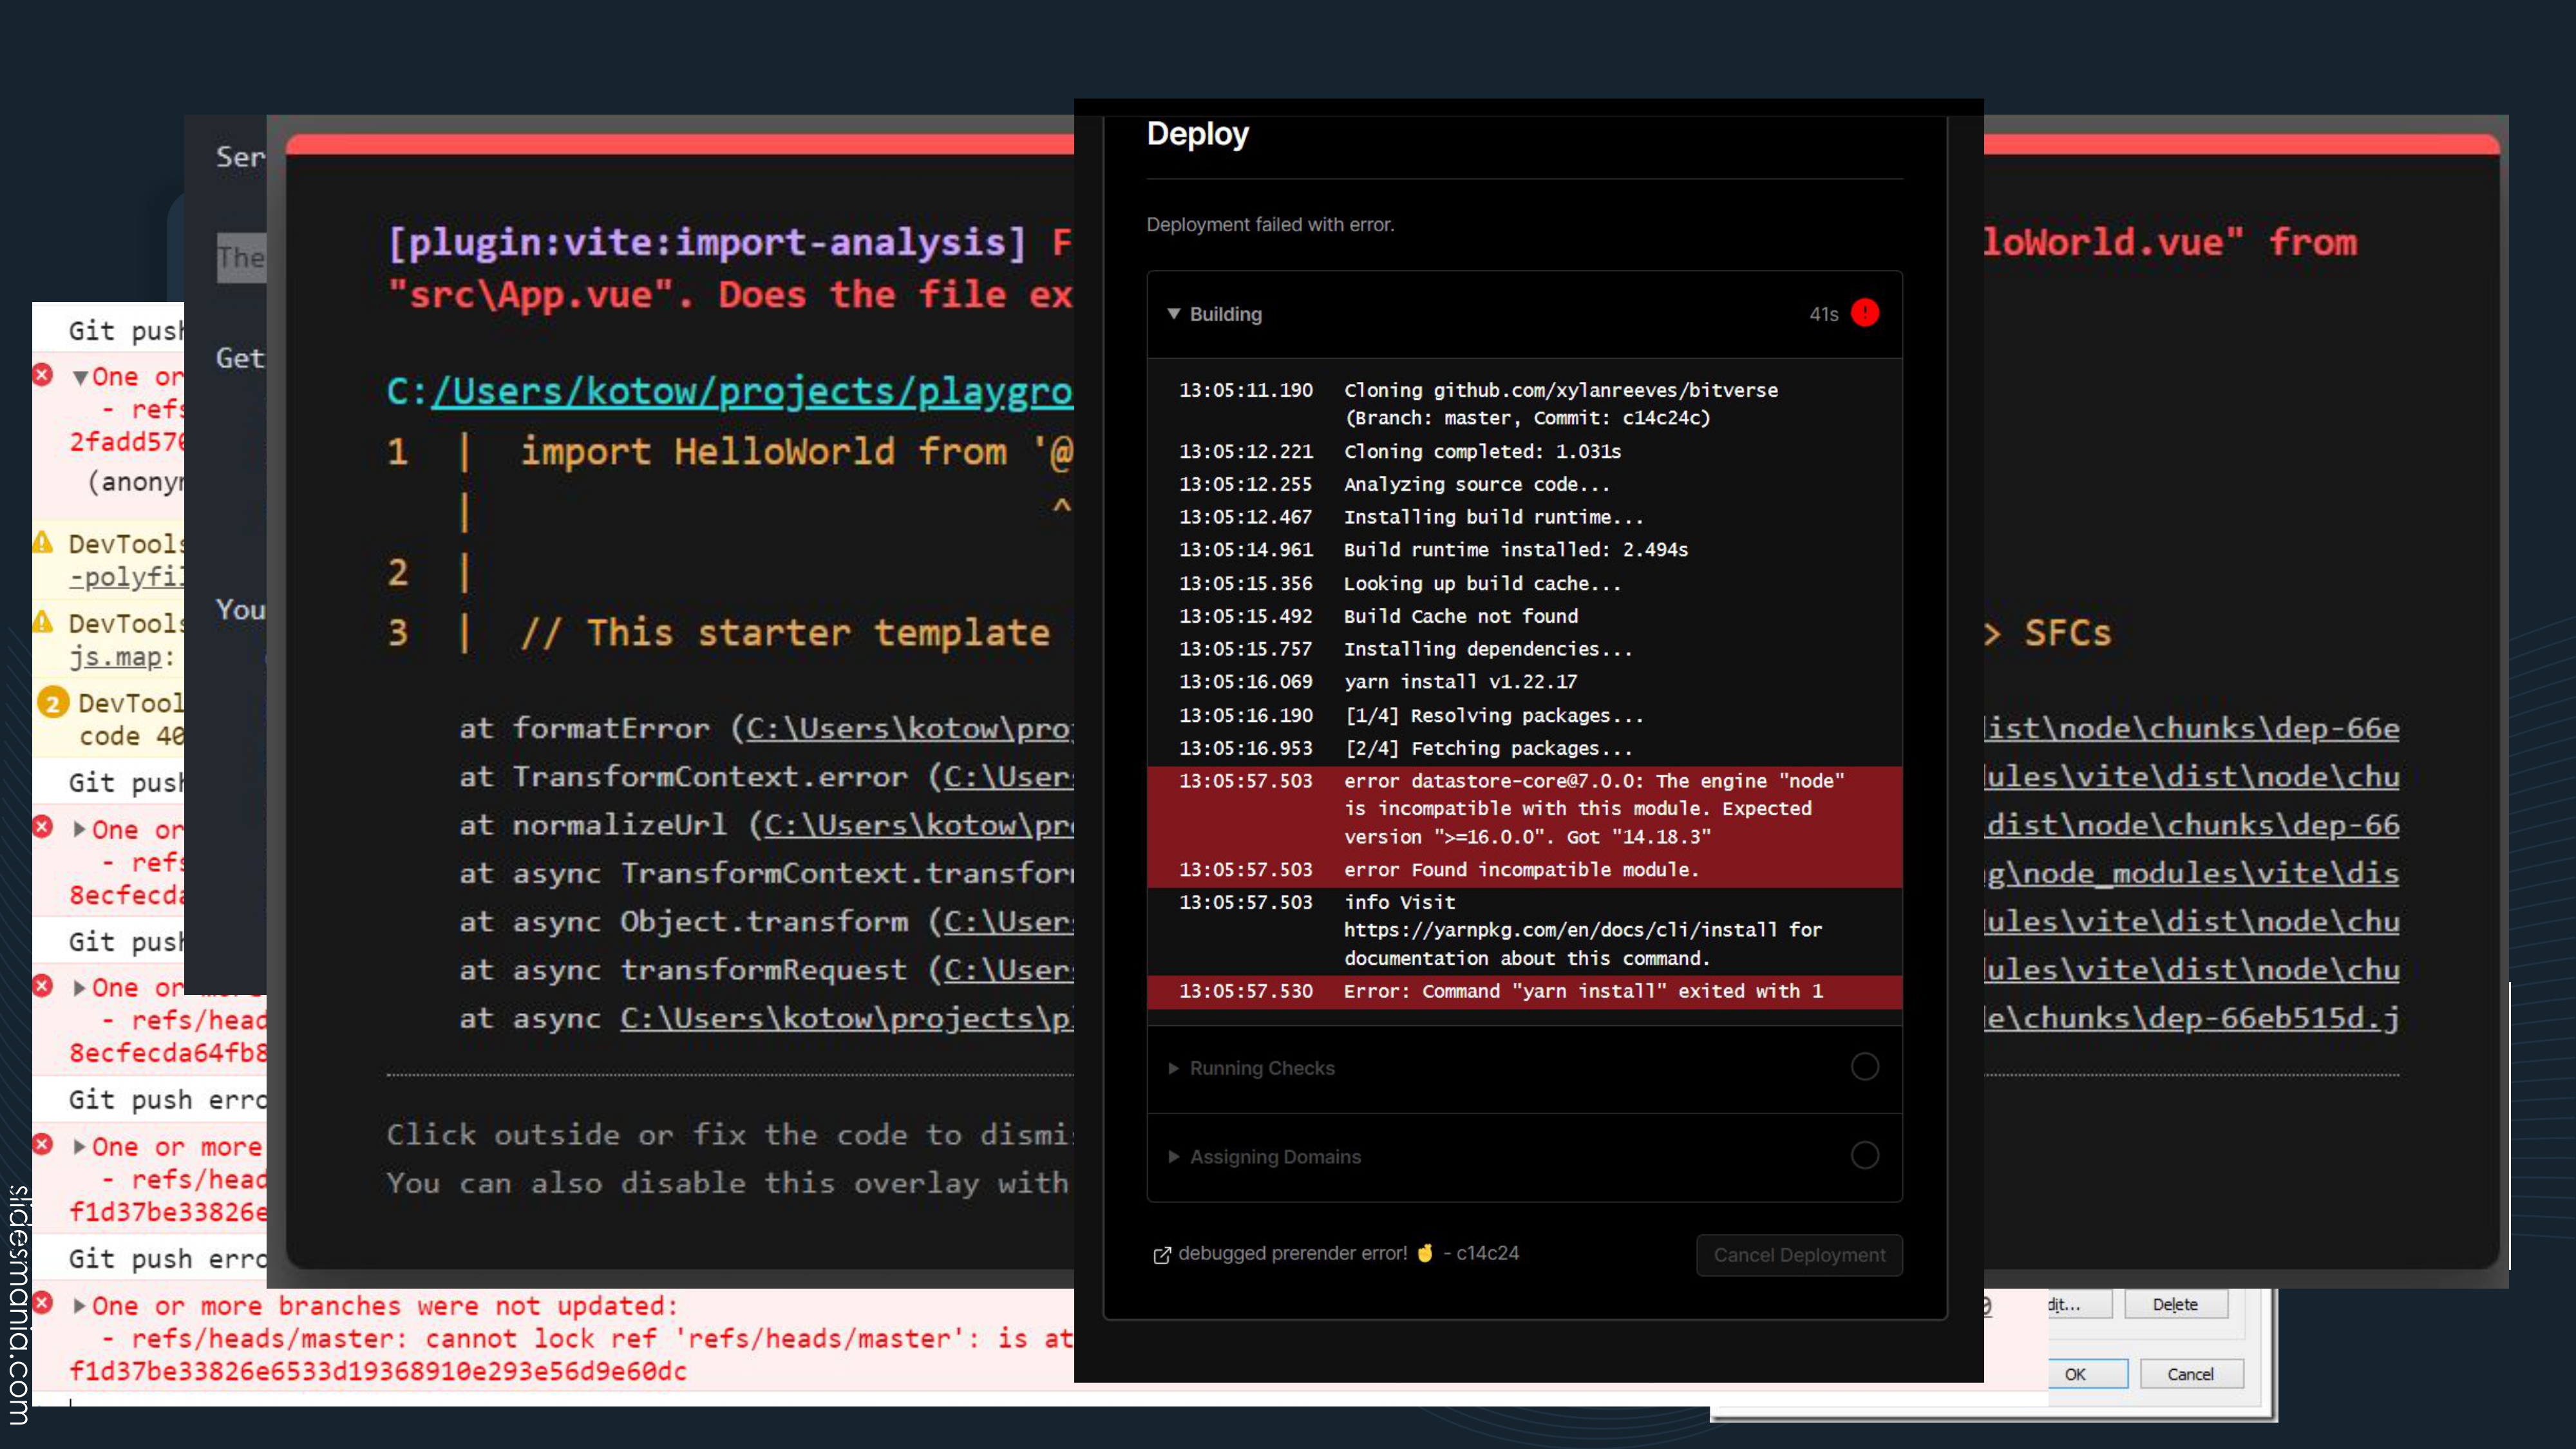 Git push
One or
- refs
2fadd570
(anonyn
DevTools
-polyfil
DevTools
js.map:
2
DevTool
code 40
Git push
One or
- refs
8ecfecda
Git push
One or
- refs/head
8ecfecda64fb8
Git push erro
One or more
- refs/head
f1d37be33826e
Git push erro
One or more branches were not updated:
- refs/heads/master: cannot lock ref 'refs/heads/master': is at
f1d37be33826e6533d19368910e293e56d9e60dc
Ser
The
Get
You
[plugin:vite:import-analysis] F
"src\App.vue". Does the file ex
C:/Users/kotow/projects/playgro
1 | import HelloWorld from '@
| ^
2 |
3 | // This starter template
at formatError (C:\Users\kotow\proj
at TransformContext.error (C:\Users
at normalizeUrl (C:\Users\kotow\pro
at async TransformContext.transform
at async Object.transform (C:\Users
at async transformRequest (C:\Users
at async C:\Users\kotow\projects\pl
Click outside or fix the code to dismi
You can also disable this overlay with
Deploy
Deployment failed with error.
Building 41s
13:05:11.190 Cloning github.com/xylanreeves/bitverse
(Branch: master, Commit: c14c24c)
13:05:12.221 Cloning completed: 1.031s
13:05:12.255 Analyzing source code...
13:05:12.467 Installing build runtime...
13:05:14.961 Build runtime installed: 2.494s
13:05:15.356 Looking up build cache...
13:05:15.492 Build Cache not found
13:05:15.757 Installing dependencies...
13:05:16.069 yarn install v1.22.17
13:05:16.190 [1/4] Resolving packages...
13:05:16.953 [2/4] Fetching packages...
13:05:57.503 error datastore-core@7.0.0: The engine "node"
is incompatible with this module. Expected
version ">=16.0.0". Got "14.18.3"
13:05:57.503 error Found incompatible module.
13:05:57.503 info Visit
https://yarnpkg.com/en/docs/cli/install for
documentation about this command.
13:05:57.530 Error: Command "yarn install" exited with 1
Running Checks
Assigning Domains
debugged prerender error! 🤞 - c14c24
Cancel Deployment
loWorld.vue" from
> SFCs
ist\node\chunks\dep-66e
ules\vite\dist\node\chu
dist\node\chunks\dep-66
g\node_modules\vite\dis
ules\vite\dist\node\chu
ules\vite\dist\node\chu
e\chunks\dep-66eb515d.j
dit... Delete
OK Cancel
slidesmania.com